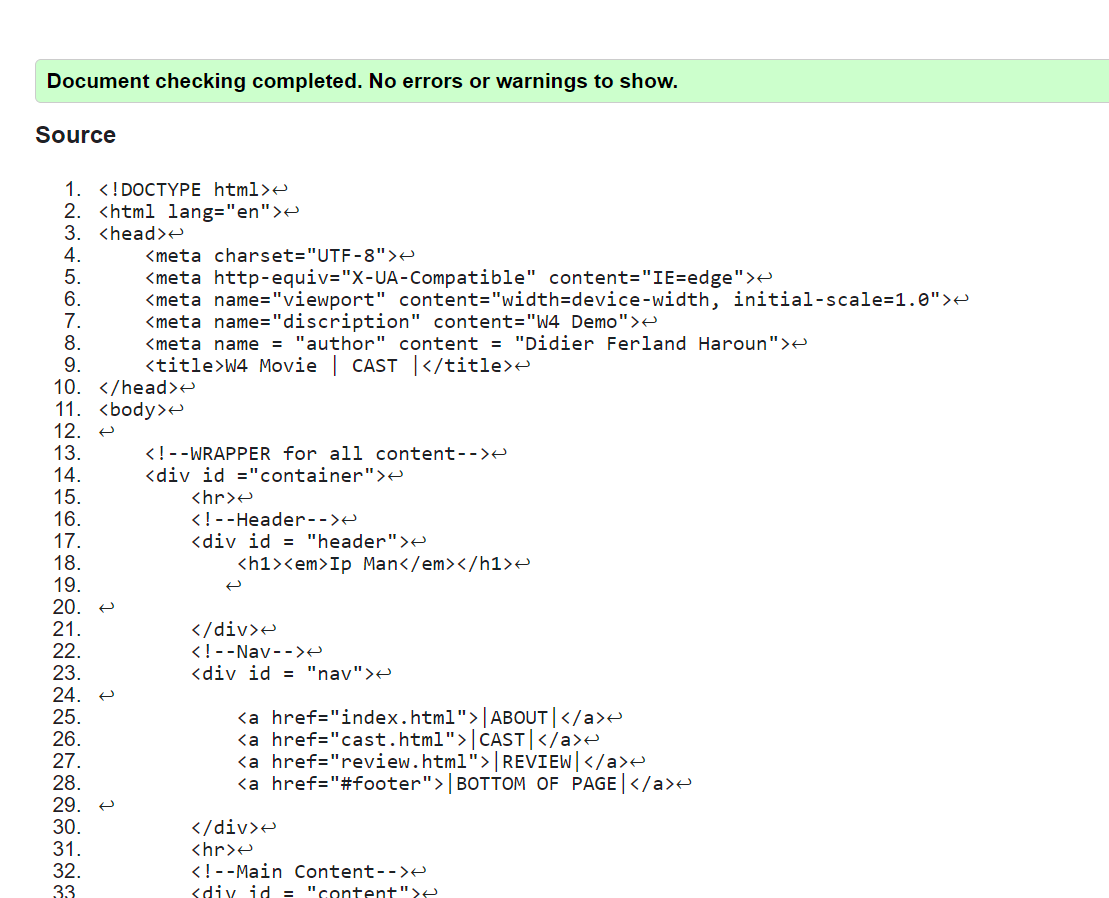 Document checking completed. No errors or warnings to show.
Source
1. <!DOCTYPE html>↩
2. <html lang="en">↩
3. <head>↩
4.     <meta charset="UTF-8">↩
5.     <meta http-equiv="X-UA-Compatible" content="IE=edge">↩
6.     <meta name="viewport" content="width=device-width, initial-scale=1.0">↩
7.     <meta name="discription" content="W4 Demo">↩
8.     <meta name = "author" content = "Didier Ferland Haroun">↩
9.     <title>W4 Movie | CAST |</title>↩
10. </head>↩
11. <body>↩
12. ↩
13.     <!--WRAPPER for all content-->↩
14.     <div id ="container">↩
15.         <hr>↩
16.         <!--Header-->↩
17.         <div id = "header">↩
18.             <h1><em>Ip Man</em></h1>↩
19.            ↩
20. ↩
21.         </div>↩
22.         <!--Nav-->↩
23.         <div id = "nav">↩
24. ↩
25.             <a href="index.html">|ABOUT|</a>↩
26.             <a href="cast.html">|CAST|</a>↩
27.             <a href="review.html">|REVIEW|</a>↩
28.             <a href="#footer">|BOTTOM OF PAGE|</a>↩
29. ↩
30.         </div>↩
31.         <hr>↩
32.         <!--Main Content-->↩
33         <div id = "content">↩